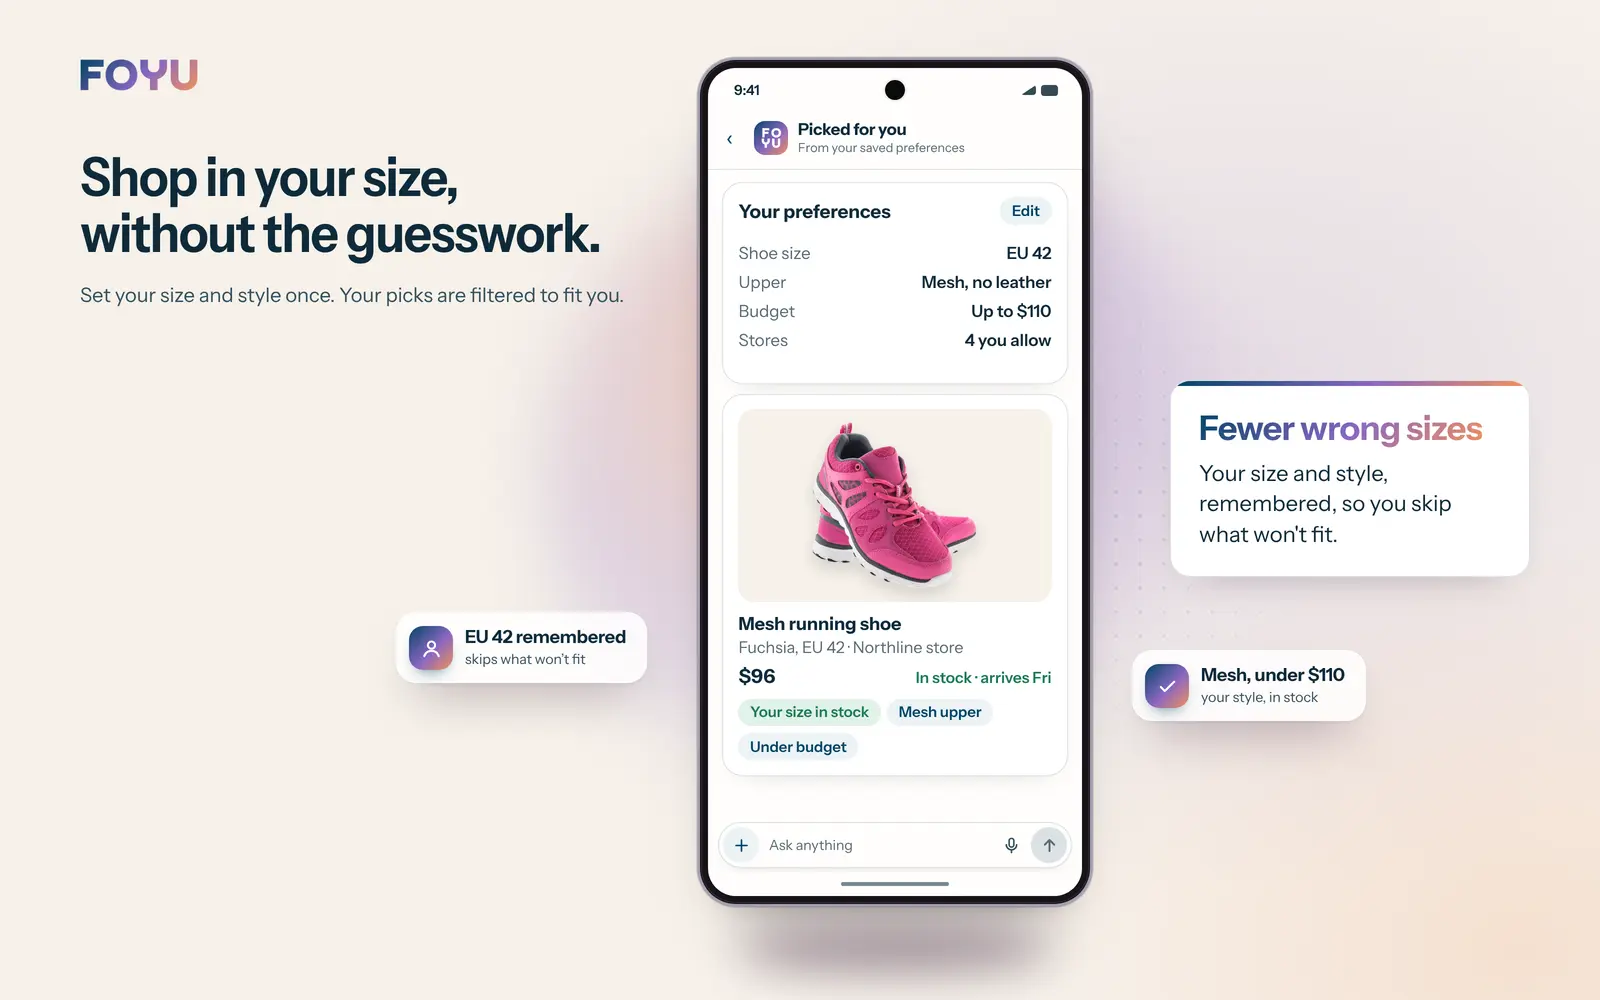 FOYU
Shop in your size,
without the guesswork.
Set your size and style once. Your picks are filtered to fit you.
9:41
‹
FO
YU
Picked for you
From your saved preferences
Your preferences
Edit
Shoe size EU 42
Upper Mesh, no leather
Budget Up to $110
Stores 4 you allow
Mesh running shoe
Fuchsia, EU 42 · Northline store
$96 In stock · arrives Fri
Your size in stock Mesh upper
Under budget
Ask anything
EU 42 remembered
skips what won't fit
Fewer wrong sizes
Your size and style,
remembered, so you skip
what won't fit.
Mesh, under $110
your style, in stock